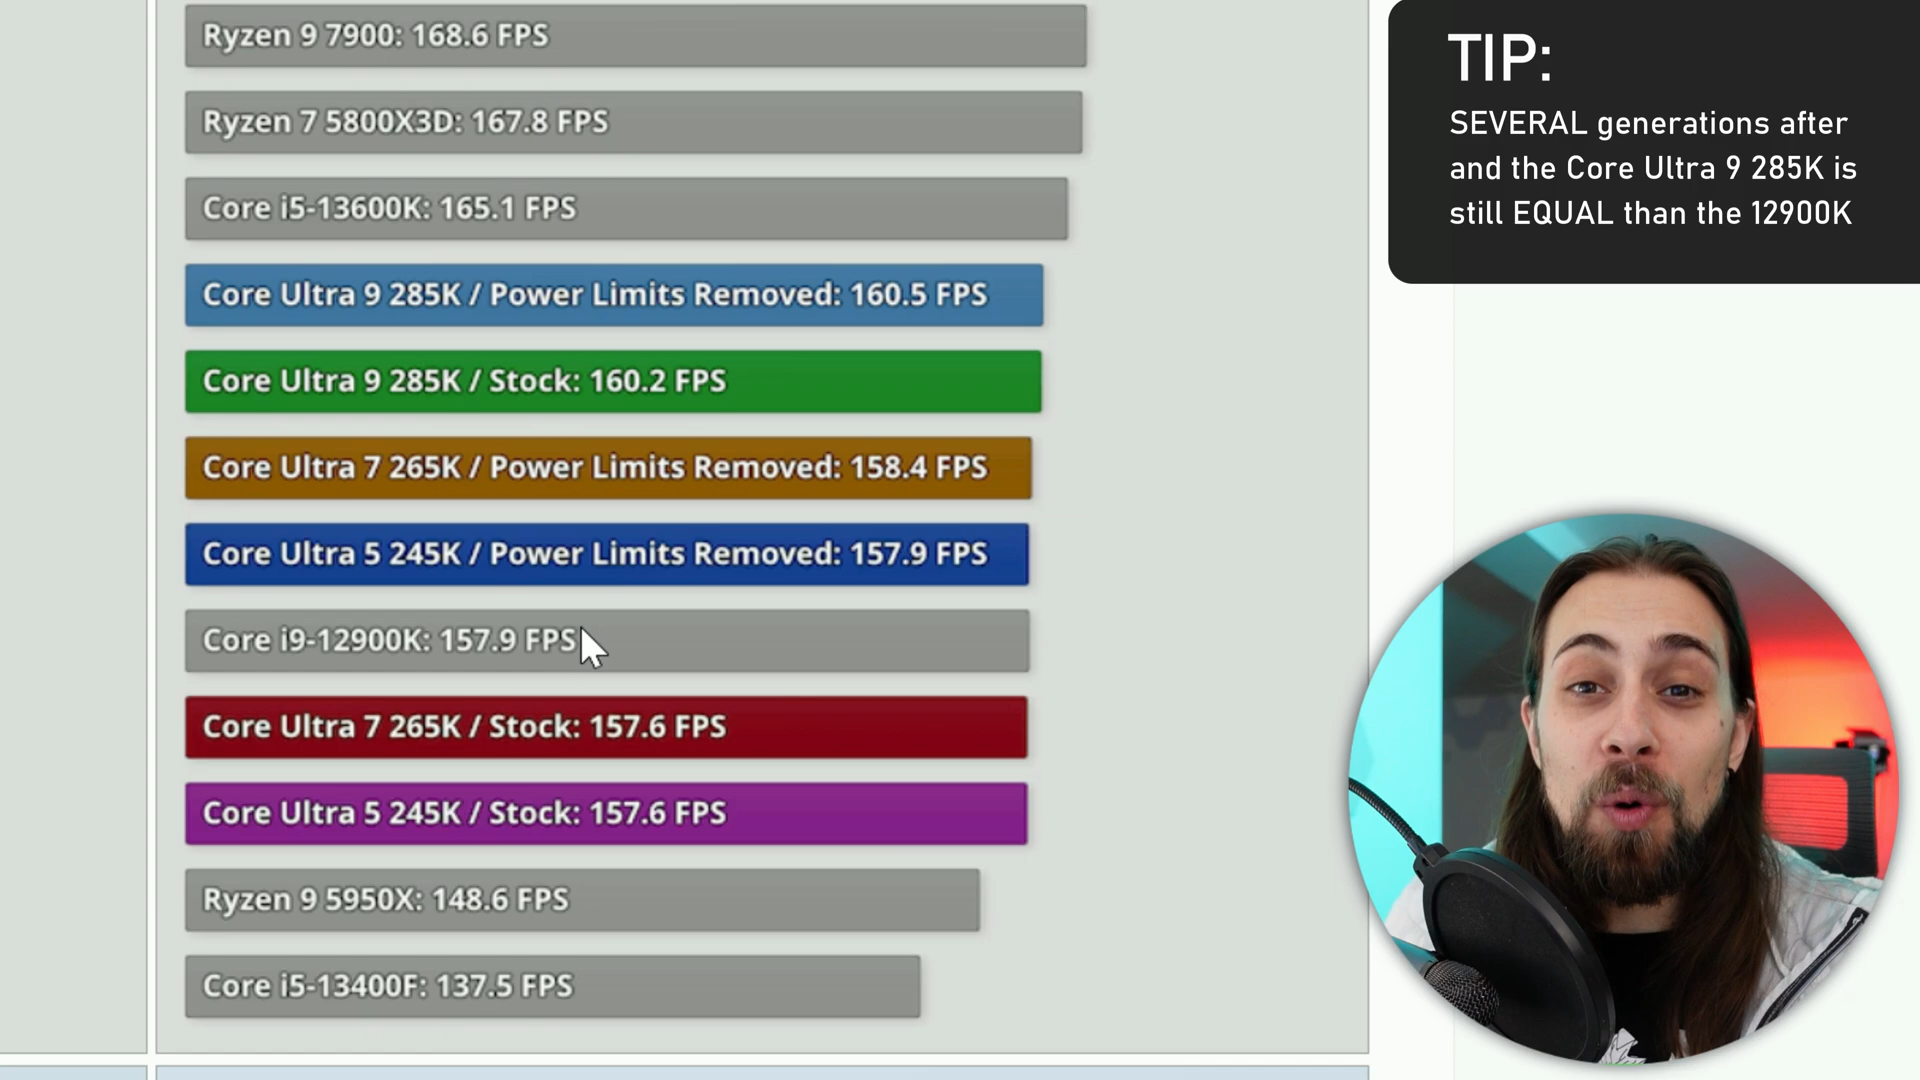 Ryzen 9 7900: 168.6 FPS
Ryzen 7 5800X3D: 167.8 FPS
Core i5-13600K: 165.1 FPS
Core Ultra 9 285K / Power Limits Removed: 160.5 FPS
Core Ultra 9 285K / Stock: 160.2 FPS
Core Ultra 7 265K / Power Limits Removed: 158.4 FPS
Core Ultra 5 245K / Power Limits Removed: 157.9 FPS
Core i9-12900K: 157.9 FPS
Core Ultra 7 265K / Stock: 157.6 FPS
Core Ultra 5 245K / Stock: 157.6 FPS
Ryzen 9 5950X: 148.6 FPS
Core i5-13400F: 137.5 FPS
TIP:
SEVERAL generations after
and the Core Ultra 9 285K is
still EQUAL than the 12900K